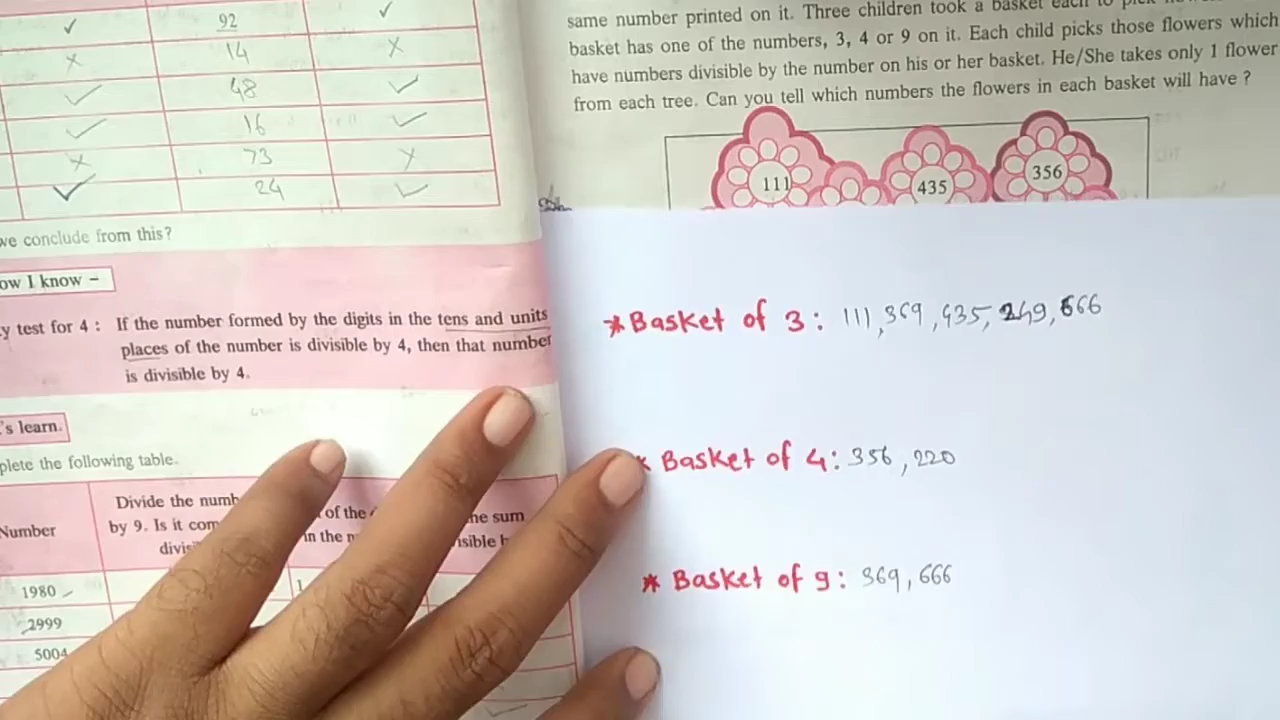 ✓ 92 ✓
× 14 ×
✓ 48 ✓
✓ 16 ✓
× 73 ×
✓ 24 ✓
we conclude from this?
ow I know –
y test for 4 : If the number formed by the digits in the tens and units
places of the number is divisible by 4, then that number
is divisible by 4.
's learn.
plete the following table.
Number
Divide the numb
by 9. Is it com
divis
of the
in the
he sum
isible b
1980
2999
5004
same number printed on it. Three children took a basket each to pick
basket has one of the numbers, 3, 4 or 9 on it. Each child picks those flowers which
have numbers divisible by the number on his or her basket. He/She takes only 1 flower
from each tree. Can you tell which numbers the flowers in each basket will have ?
111 435 356
* Basket of 3: 111, 369, 435, 249, 666
* Basket of 4: 356, 220
* Basket of 9: 369, 666